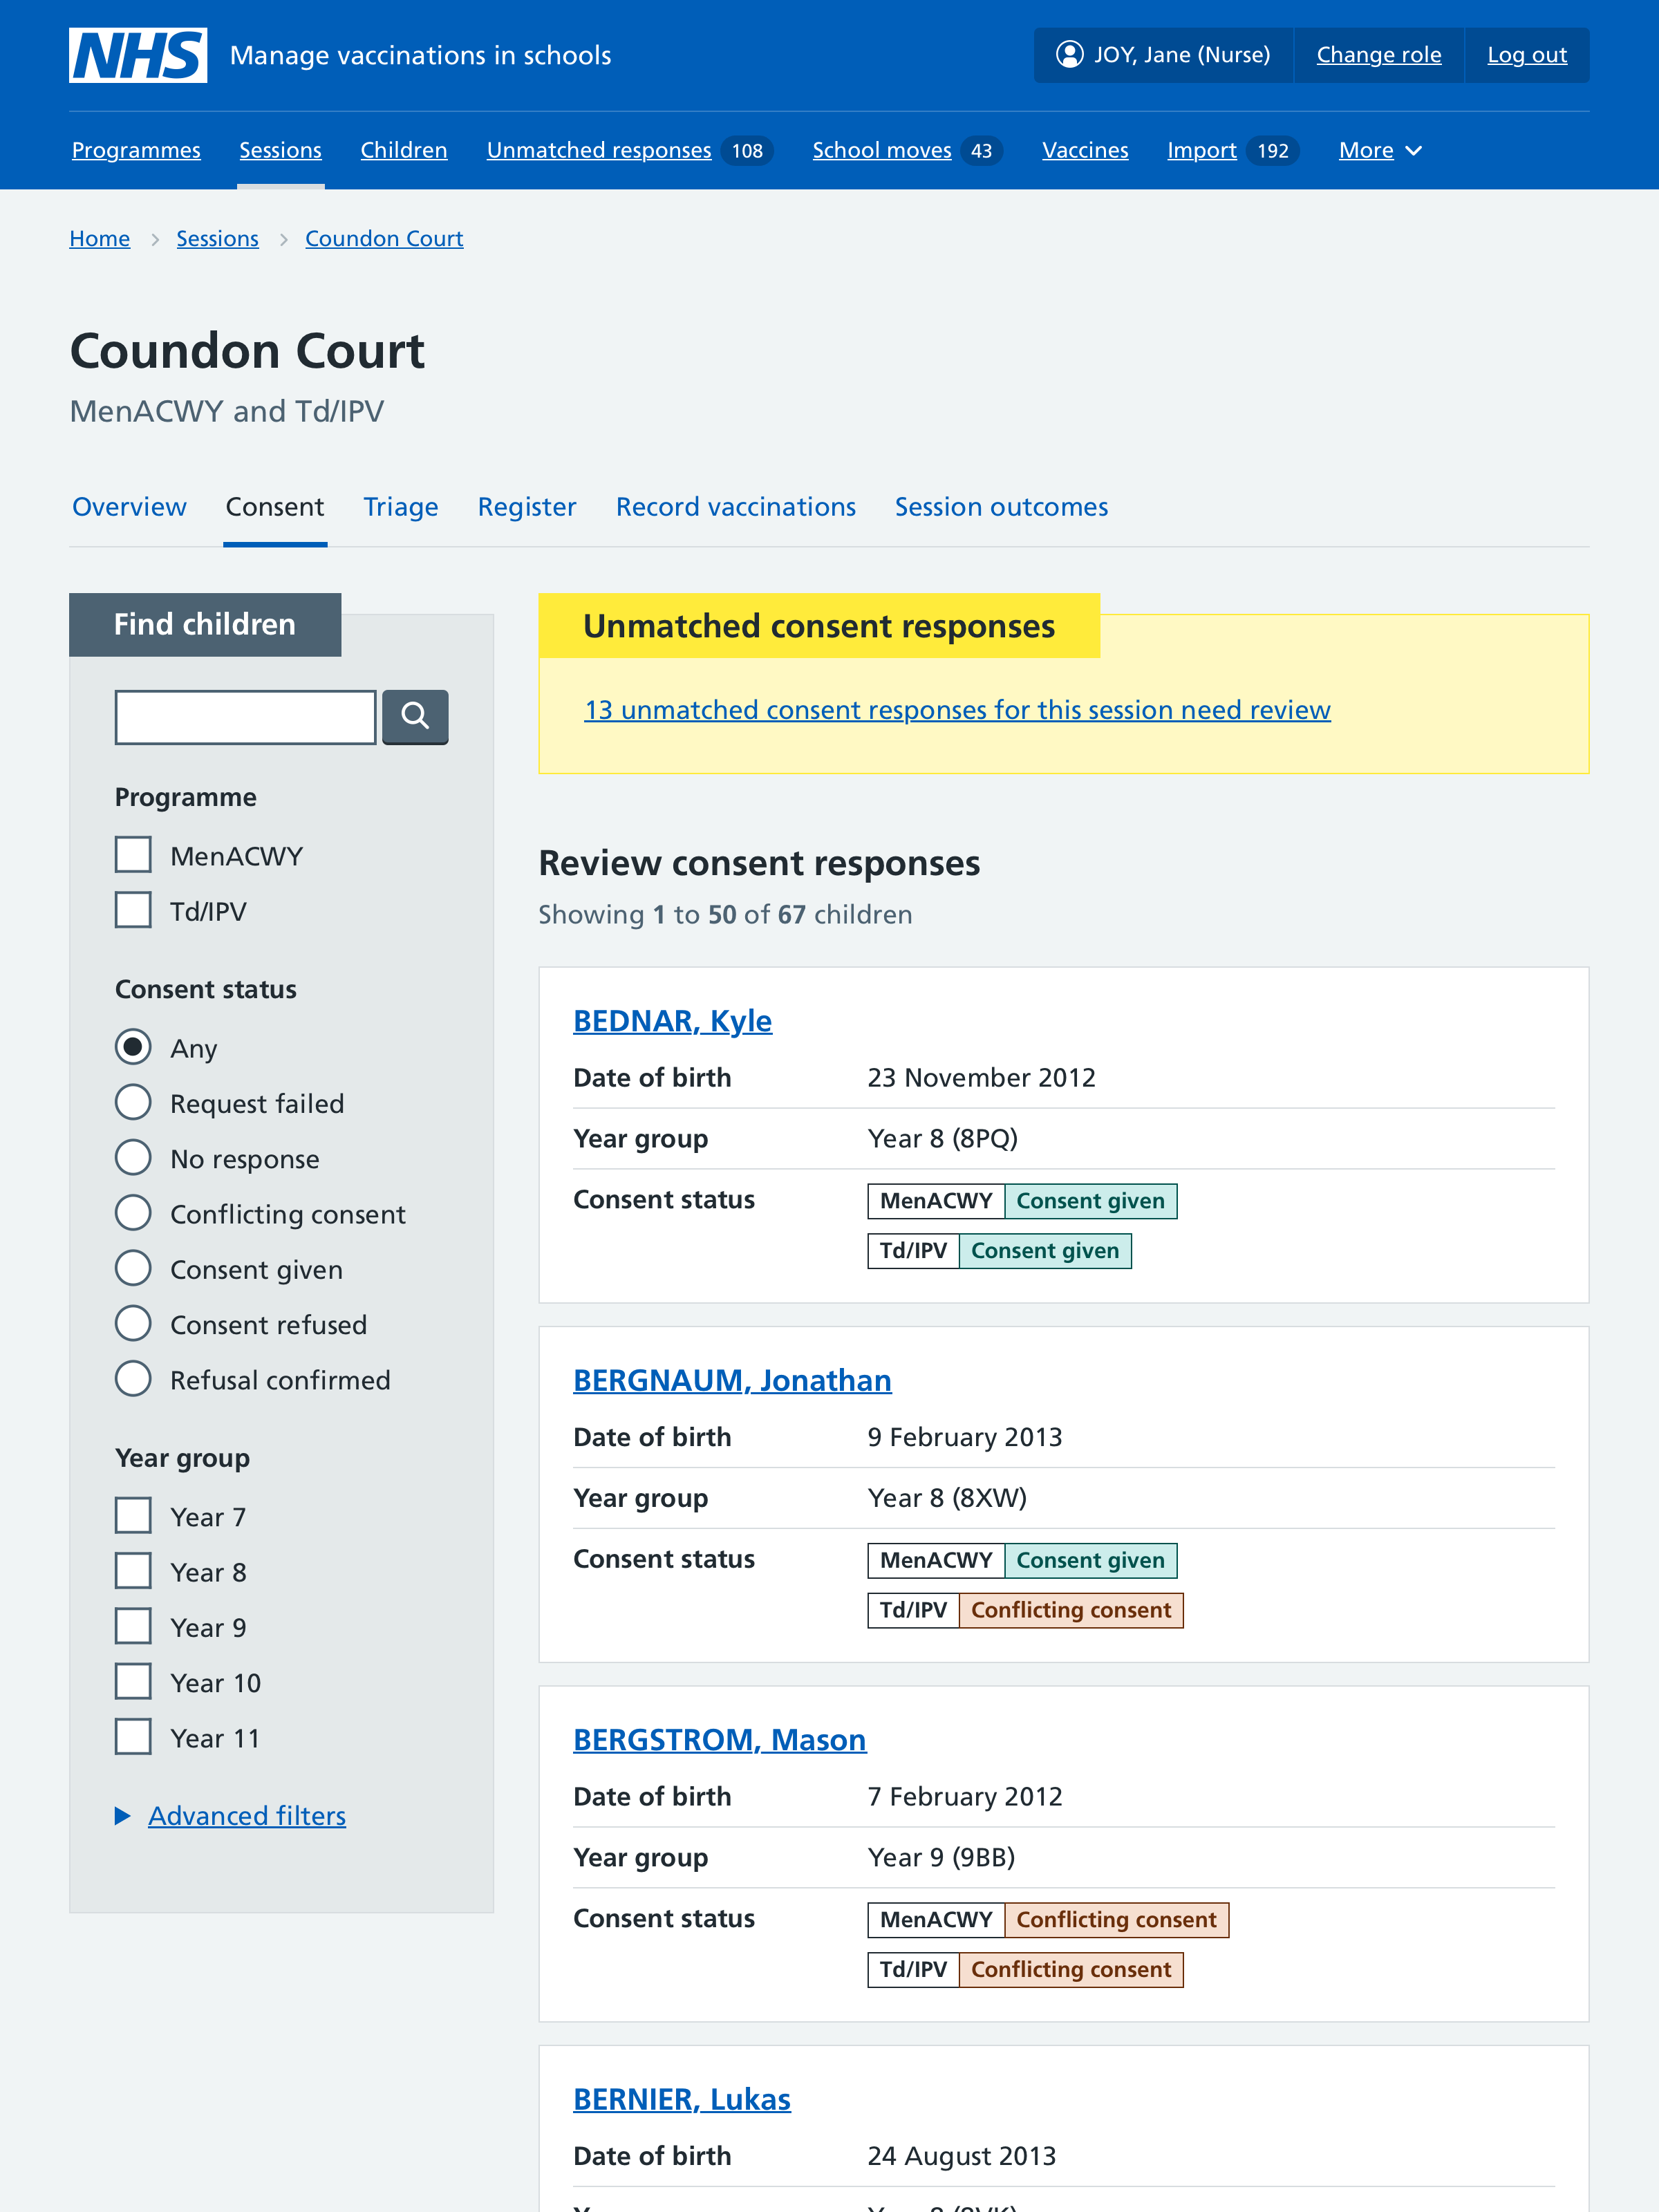 NHS Manage vaccinations in schools JOY, Jane (Nurse) Change role Log out
Programmes Sessions Children Unmatched responses 108 School moves 43 Vaccines Import 192 More
Home Sessions Coundon Court
Coundon Court
MenACWY and Td/IPV
Overview Consent Triage Register Record vaccinations Session outcomes
Find children
Programme
MenACWY
Td/IPV
Consent status
Any
Request failed
No response
Conflicting consent
Consent given
Consent refused
Refusal confirmed
Year group
Year 7
Year 8
Year 9
Year 10
Year 11
Advanced filters
Unmatched consent responses
13 unmatched consent responses for this session need review
Review consent responses
Showing 1 to 50 of 67 children
BEDNAR, Kyle
Date of birth 23 November 2012
Year group Year 8 (8PQ)
Consent status MenACWY Consent given
Td/IPV Consent given
BERGNAUM, Jonathan
Date of birth 9 February 2013
Year group Year 8 (8XW)
Consent status MenACWY Consent given
Td/IPV Conflicting consent
BERGSTROM, Mason
Date of birth 7 February 2012
Year group Year 9 (9BB)
Consent status MenACWY Conflicting consent
Td/IPV Conflicting consent
BERNIER, Lukas
Date of birth 24 August 2013